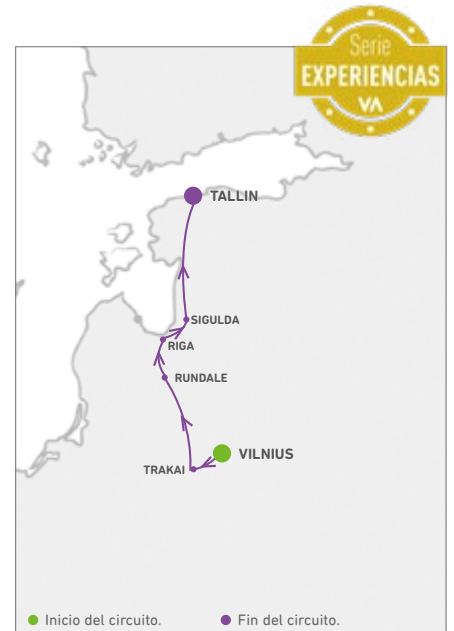 Serie
EXPERIENCIAS
VA
TALLIN
SIGULDA
RIGA
RUNDALE
VILNIUS
TRAKAI
Inicio del circuito. Fin del circuito.